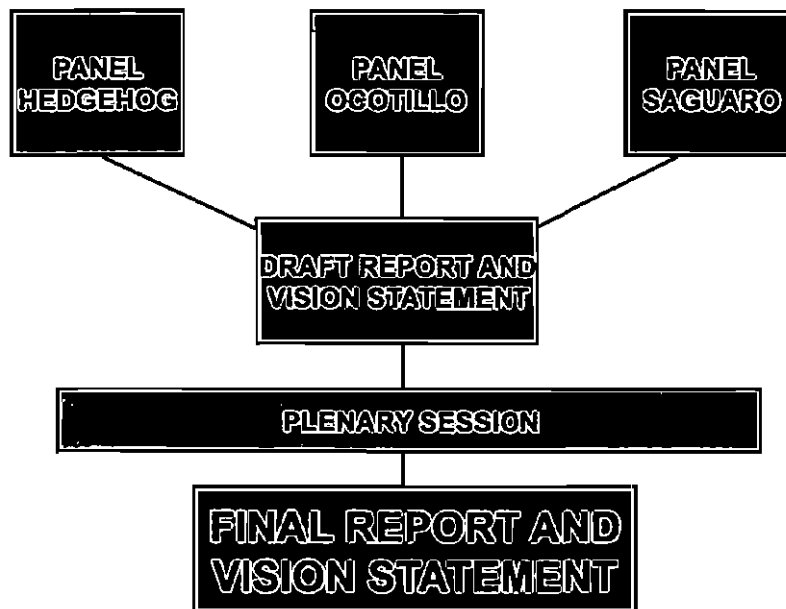 PANEL
HEDGEHOG
PANEL
OCOTILLO
PANEL
SAGUARO
DRAFT REPORT AND
VISION STATEMENT
PLENARY SESSION
FINAL REPORT AND
VISION STATEMENT